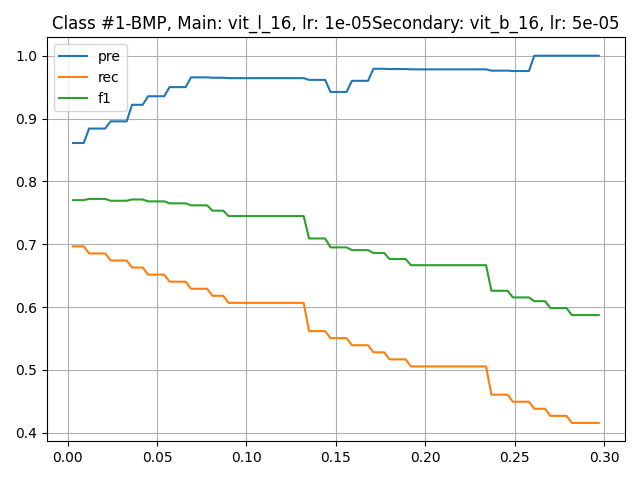 Class #1-BMP, Main: vit_l_16, lr: 1e-05Secondary: vit_b_16, lr: 5e-05
pre
rec
f1
1.0
0.9
0.8
0.7
0.6
0.5
0.4
0.00 0.05 0.10 0.15 0.20 0.25 0.30